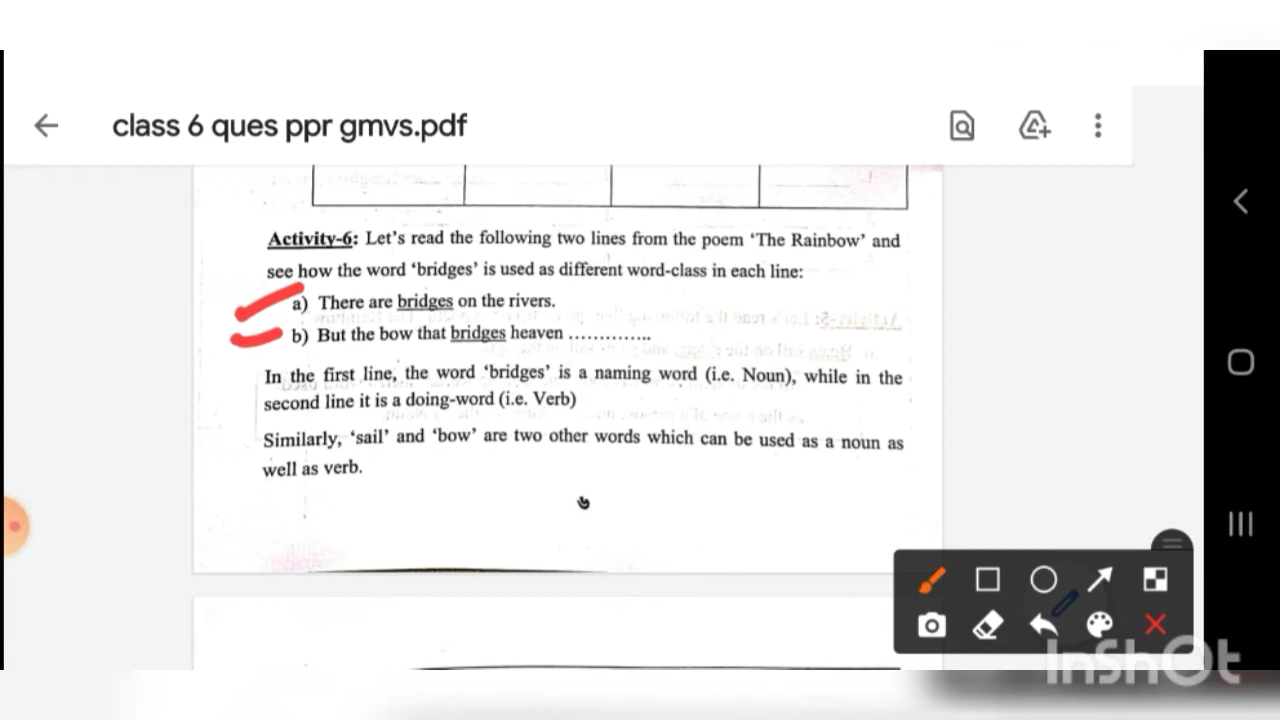 class 6 ques ppr gmvs.pdf
Activity-6: Let's read the following two lines from the poem 'The Rainbow' and
see how the word 'bridges' is used as different word-class in each line:
a) There are bridges on the rivers.
b) But the bow that bridges heaven ..............
In the first line, the word 'bridges' is a naming word (i.e. Noun), while in the
second line it is a doing-word (i.e. Verb)
Similarly, 'sail' and 'bow' are two other words which can be used as a noun as
well as verb.
InShOt